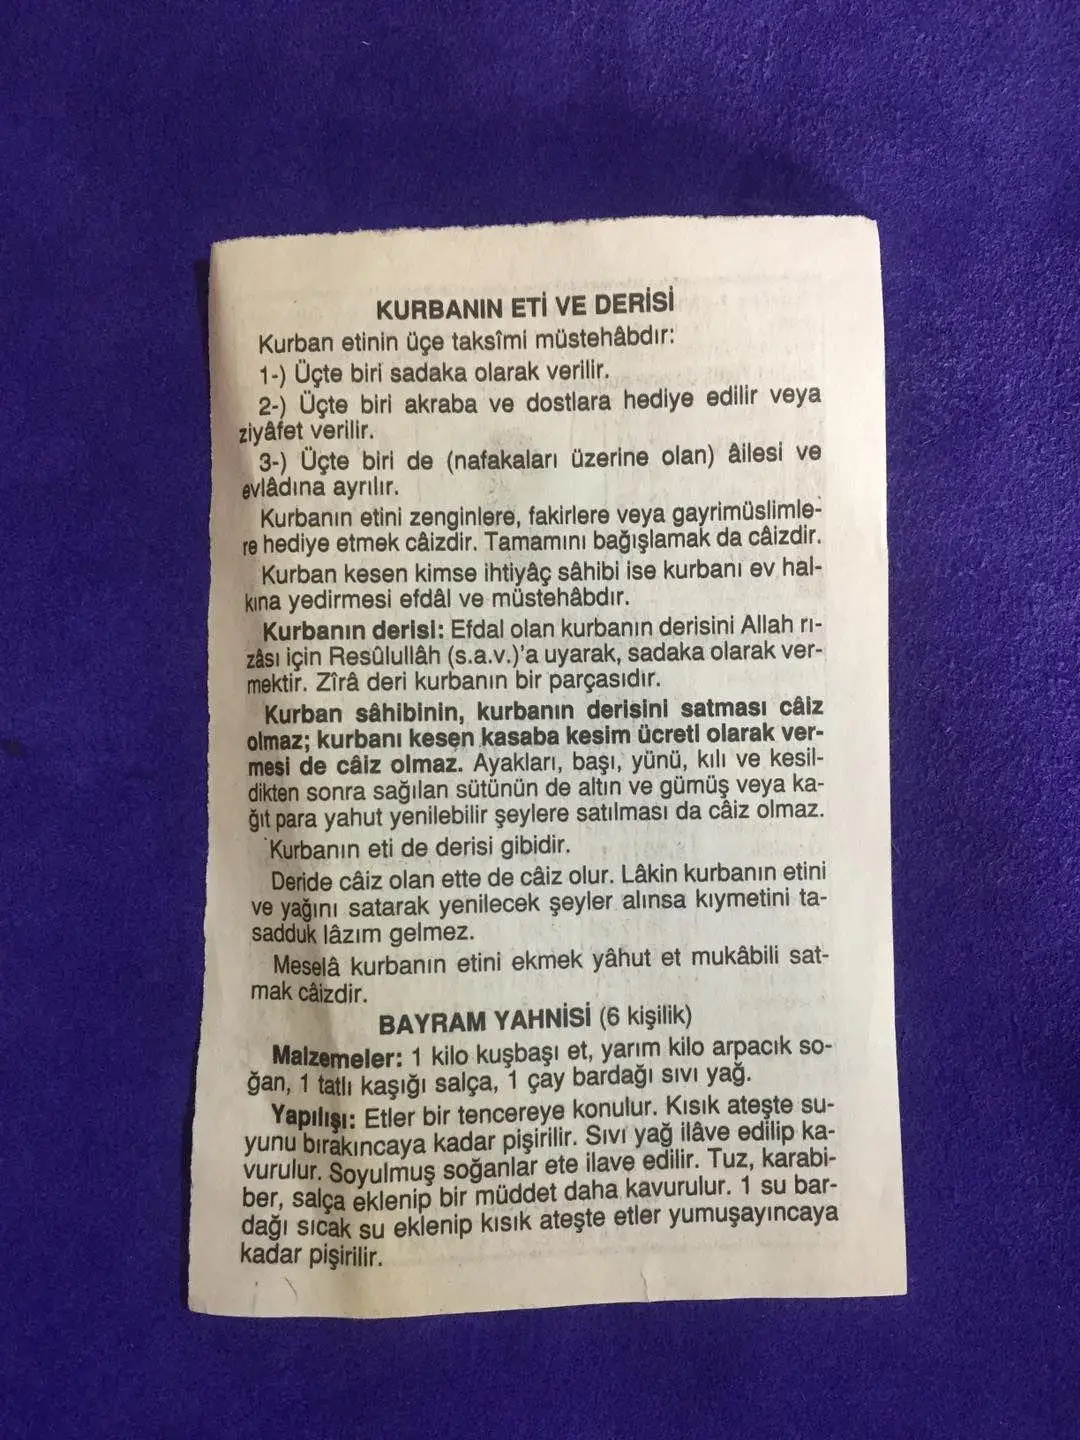 KURBANIN ETİ VE DERİSİ
Kurban etinin üçe taksîmi müstehâbdır:
1-) Üçte biri sadaka olarak verilir.
2-) Üçte biri akraba ve dostlara hediye edilir veya
ziyâfet verilir.
3-) Üçte biri de (nafakaları üzerine olan) âilesi ve
evlâdına ayrılır.
Kurbanın etini zenginlere, fakirlere veya gayrimüslimle-
re hediye etmek câizdir. Tamamını bağışlamak da câizdir.
Kurban kesen kimse ihtiyâç sâhibi ise kurbanı ev hal-
kına yedirmesi efdâl ve müstehâbdır.
Kurbanın derisi: Efdal olan kurbanın derisini Allah rı-
zâsı için Resûlullâh (s.a.v.)'a uyarak, sadaka olarak ver-
mektir. Zîrâ deri kurbanın bir parçasıdır.
Kurban sâhibinin, kurbanın derisini satması câiz
olmaz; kurbanı kesen kasaba kesim ücreti olarak ver-
mesi de câiz olmaz. Ayakları, başı, yünü, kılı ve kesil-
dikten sonra sağılan sütünün de altın ve gümüş veya ka-
ğıt para yahut yenilebilir şeylere satılması da câiz olmaz.
Kurbanın eti de derisi gibidir.
Deride câiz olan ette de câiz olur. Lâkin kurbanın etini
ve yağını satarak yenilecek şeyler alınsa kıymetini ta-
sadduk lâzım gelmez.
Meselâ kurbanın etini ekmek yâhut et mukâbili sat-
mak câizdir.
BAYRAM YAHNİSİ (6 kişilik)
Malzemeler: 1 kilo kuşbaşı et, yarım kilo arpacık so-
ğan, 1 tatlı kaşığı salça, 1 çay bardağı sıvı yağ.
Yapılışı: Etler bir tencereye konulur. Kısık ateşte su-
yunu bırakıncaya kadar pişirilir. Sıvı yağ ilâve edilip ka-
vurulur. Soyulmuş soğanlar ete ilave edilir. Tuz, karabi-
ber, salça eklenip bir müddet daha kavurulur. 1 su bar-
dağı sıcak su eklenip kısık ateşte etler yumuşayıncaya
kadar pişirilir.